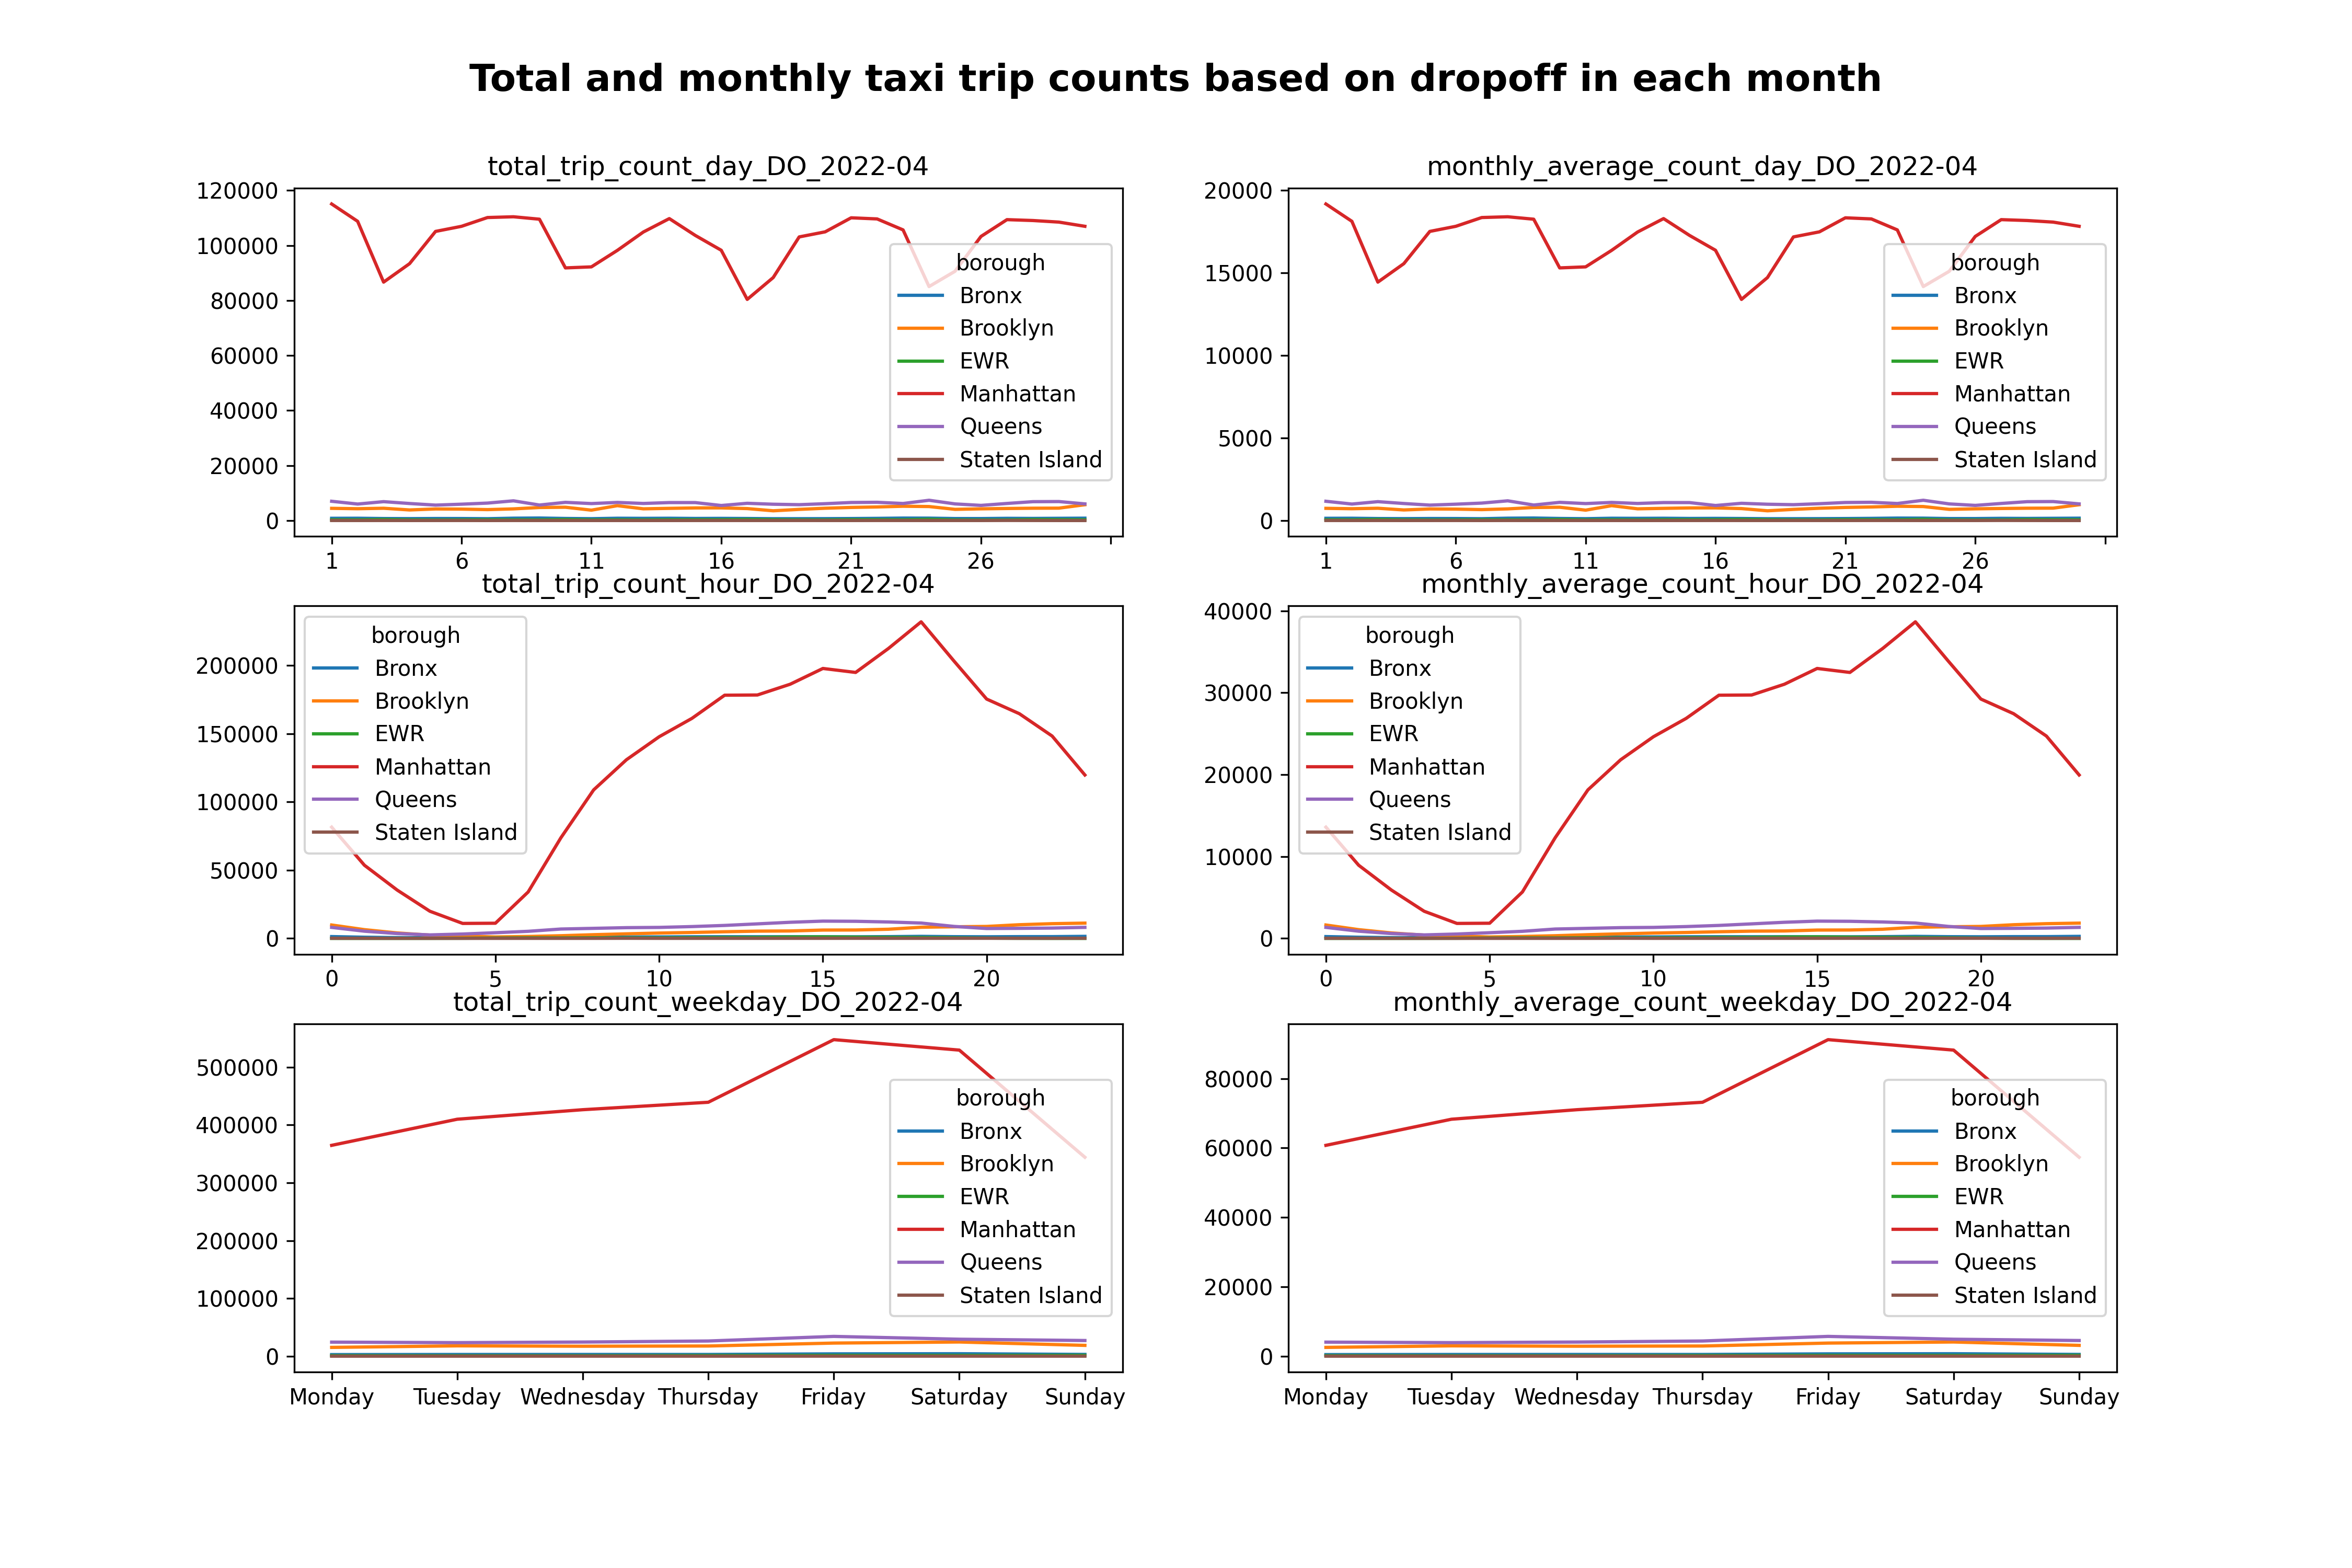 Total and monthly taxi trip counts based on dropoff in each month
total_trip_count_day_DO_2022-04
120000
100000
80000
60000
40000
20000
0
borough
Bronx
Brooklyn
EWR
Manhattan
Queens
Staten Island
1 6 11 16 21 26
monthly_average_count_day_DO_2022-04
20000
15000
10000
5000
0
borough
Bronx
Brooklyn
EWR
Manhattan
Queens
Staten Island
1 6 11 16 21 26
total_trip_count_hour_DO_2022-04
200000
150000
100000
50000
0
borough
Bronx
Brooklyn
EWR
Manhattan
Queens
Staten Island
0 5 10 15 20
monthly_average_count_hour_DO_2022-04
40000
30000
20000
10000
0
borough
Bronx
Brooklyn
EWR
Manhattan
Queens
Staten Island
0 5 10 15 20
total_trip_count_weekday_DO_2022-04
500000
400000
300000
200000
100000
0
borough
Bronx
Brooklyn
EWR
Manhattan
Queens
Staten Island
Monday Tuesday Wednesday Thursday Friday Saturday Sunday
monthly_average_count_weekday_DO_2022-04
80000
60000
40000
20000
0
borough
Bronx
Brooklyn
EWR
Manhattan
Queens
Staten Island
Monday Tuesday Wednesday Thursday Friday Saturday Sunday